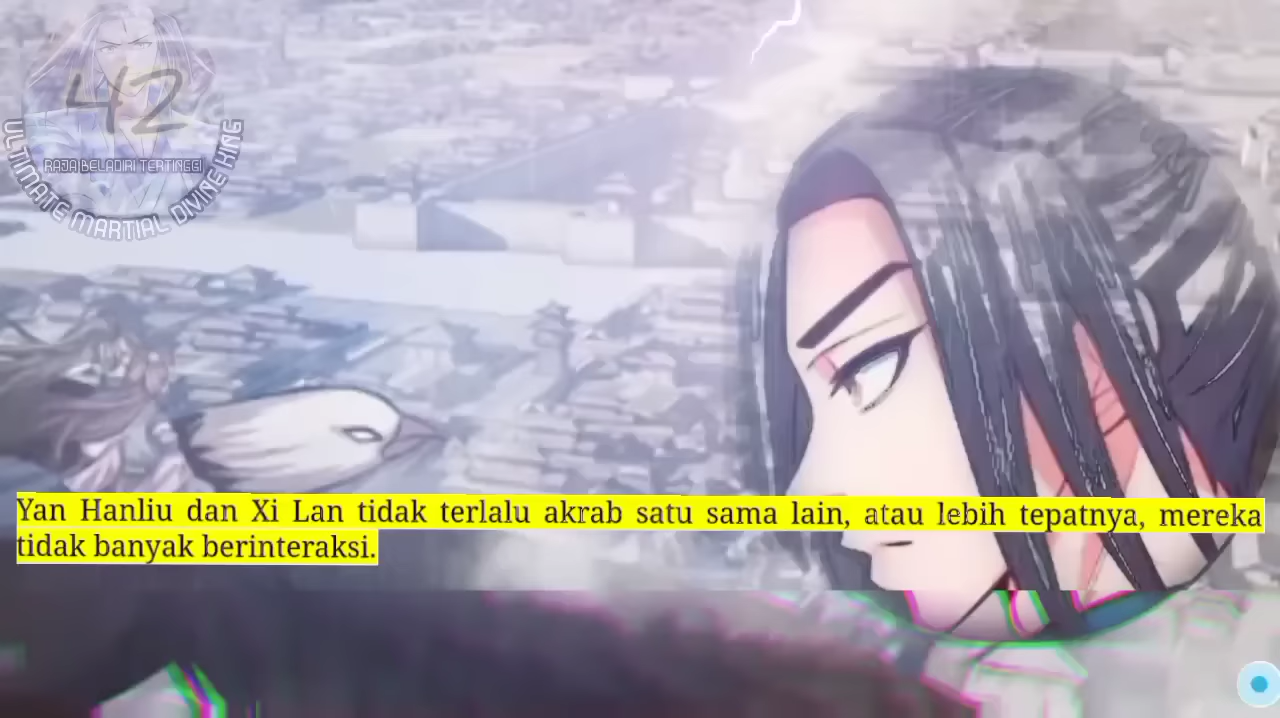 42
RAJA BELADIRI TERTINGGI
ULTIMATE MARTIAL DIVINE KING
Yan Hanliu dan Xi Lan tidak terlalu akrab satu sama lain, atau lebih tepatnya, mereka
tidak banyak berinteraksi.